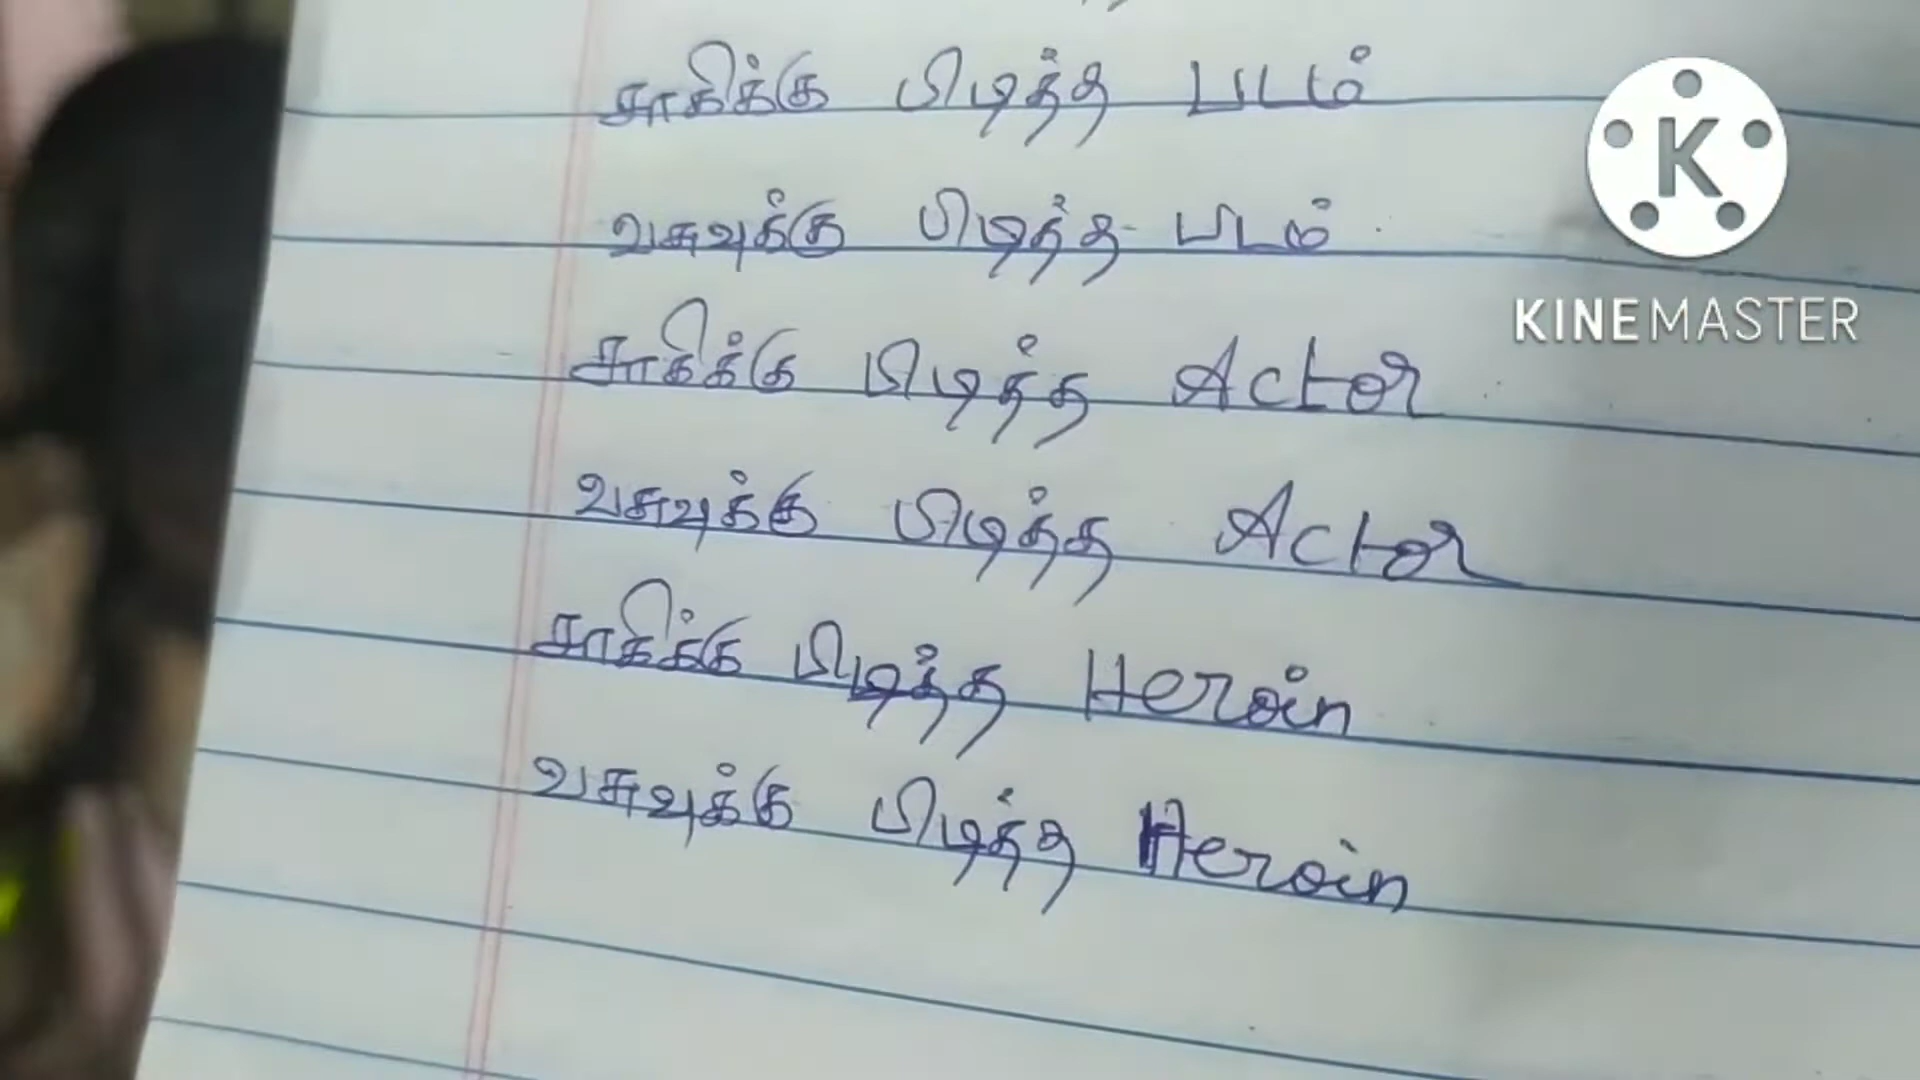 சாகிக்கு பிடித்த படம்
வசுவுக்கு பிடித்த படம்
சாகிக்கு பிடித்த Actor
வசுவுக்கு பிடித்த Actor
சாகிக்கு பிடித்த Heroin
வசுவுக்கு பிடித்த Heroin
K
KINEMASTER